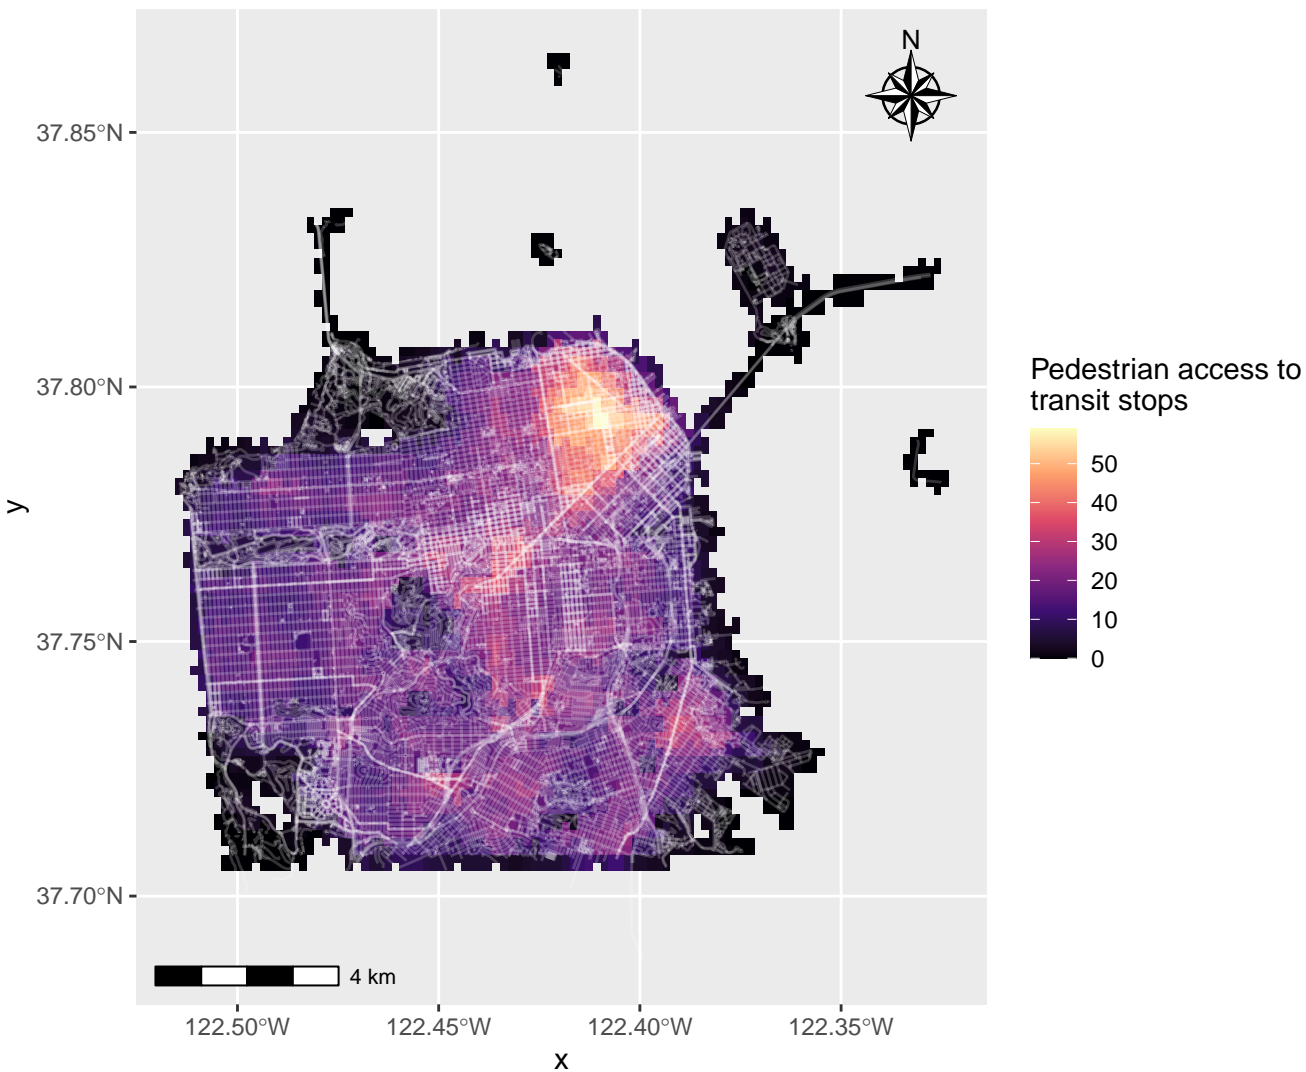 N
37.85°N
37.80°N
37.75°N
37.70°N
y
4 km
122.50°W
122.45°W
122.40°W
122.35°W
x
Pedestrian access to
transit stops
50
40
30
20
10
0